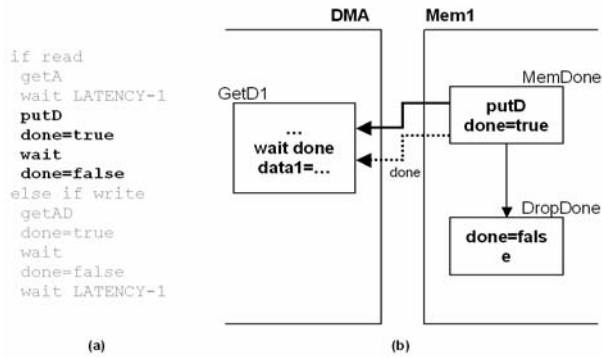 if read
getA
wait LATENCY-1
putD
done=true
wait
done=false
else if write
getAD
done=true
wait
done=false
wait LATENCY-1
(a)
DMA
Mem1
GetD1
...
wait done
data1=...
done
MemDone
putD
done=true
DropDone
done=fals
e
(b)